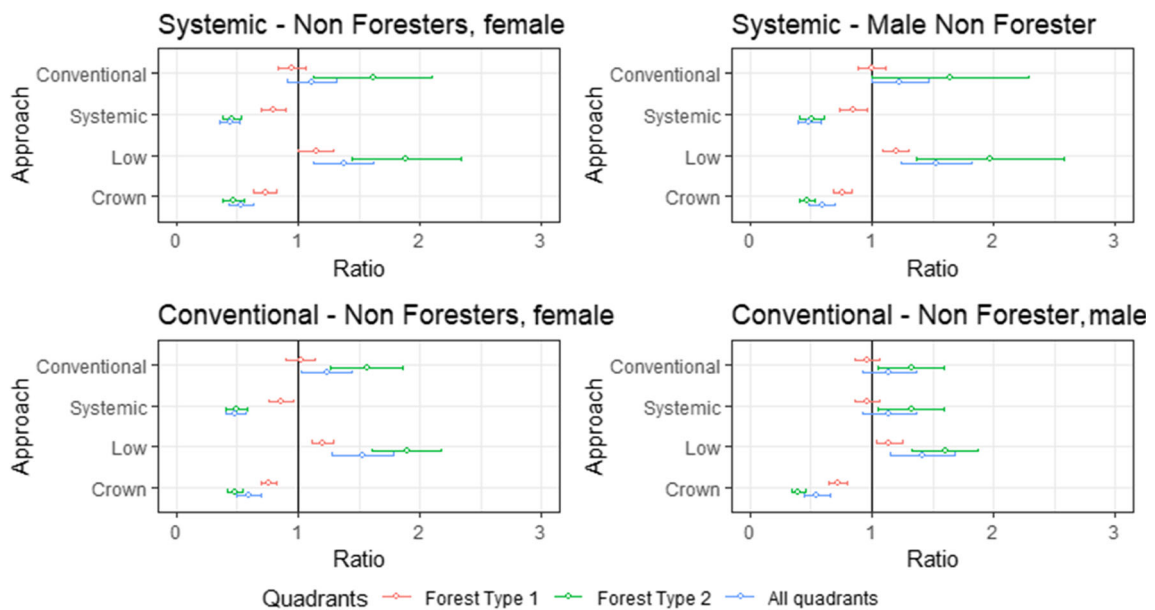 Systemic - Non Foresters, female
Approach
Conventional
Systemic
Low
Crown
0 1 2 3
Ratio
Systemic - Male Non Forester
Approach
Conventional
Systemic
Low
Crown
0 1 2 3
Ratio
Conventional - Non Foresters, female
Approach
Conventional
Systemic
Low
Crown
0 1 2 3
Ratio
Conventional - Non Forester, male
Approach
Conventional
Systemic
Low
Crown
0 1 2 3
Ratio
Quadrants Forest Type 1 Forest Type 2 All quadrants